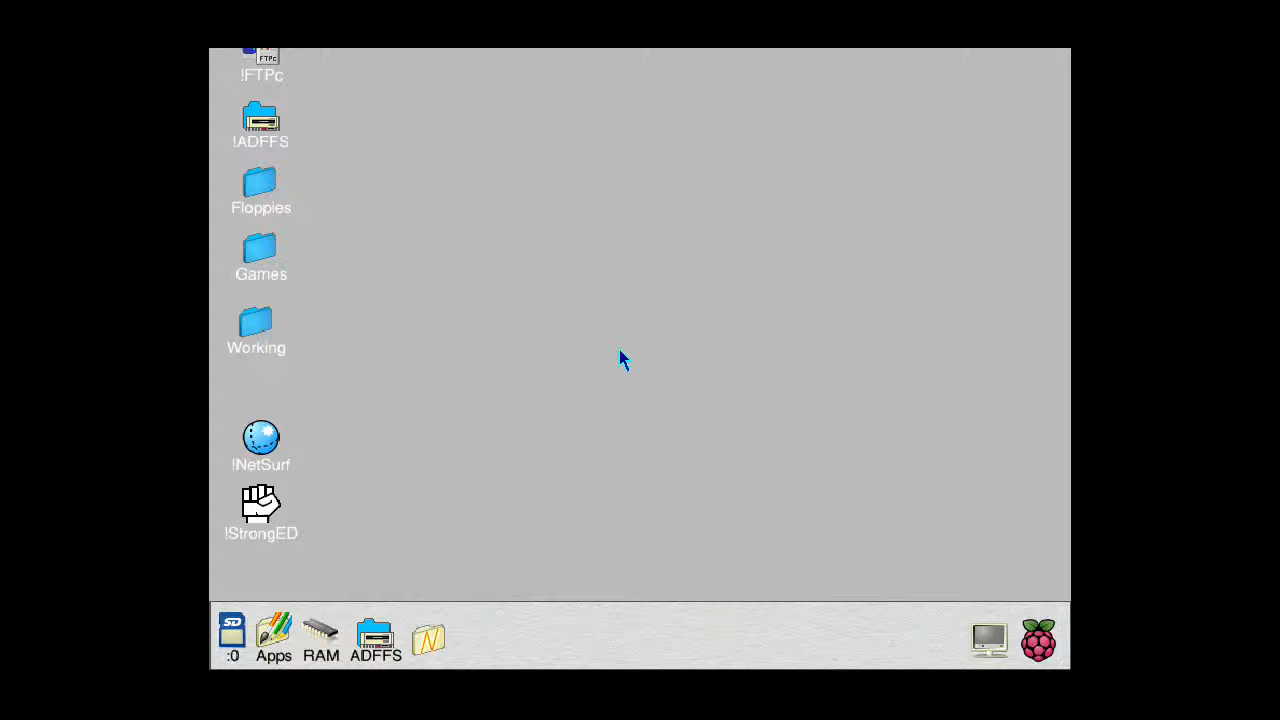 FTPc
!FTPc
!ADFFS
Floppies
Games
Working
!NetSurf
!StrongED
SD
:0
Apps
RAM
ADFFS